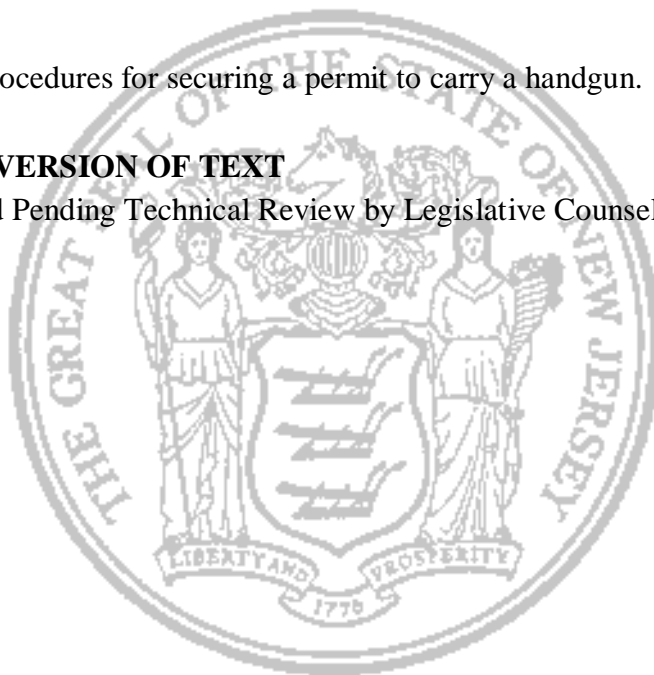 ocedures for securing a permit to carry a handgun.
VERSION OF TEXT
d Pending Technical Review by Legislative Counsel
THE GREAT SEAL OF THE STATE OF NEW JERSEY
LIBERTY AND PROSPERITY
1776